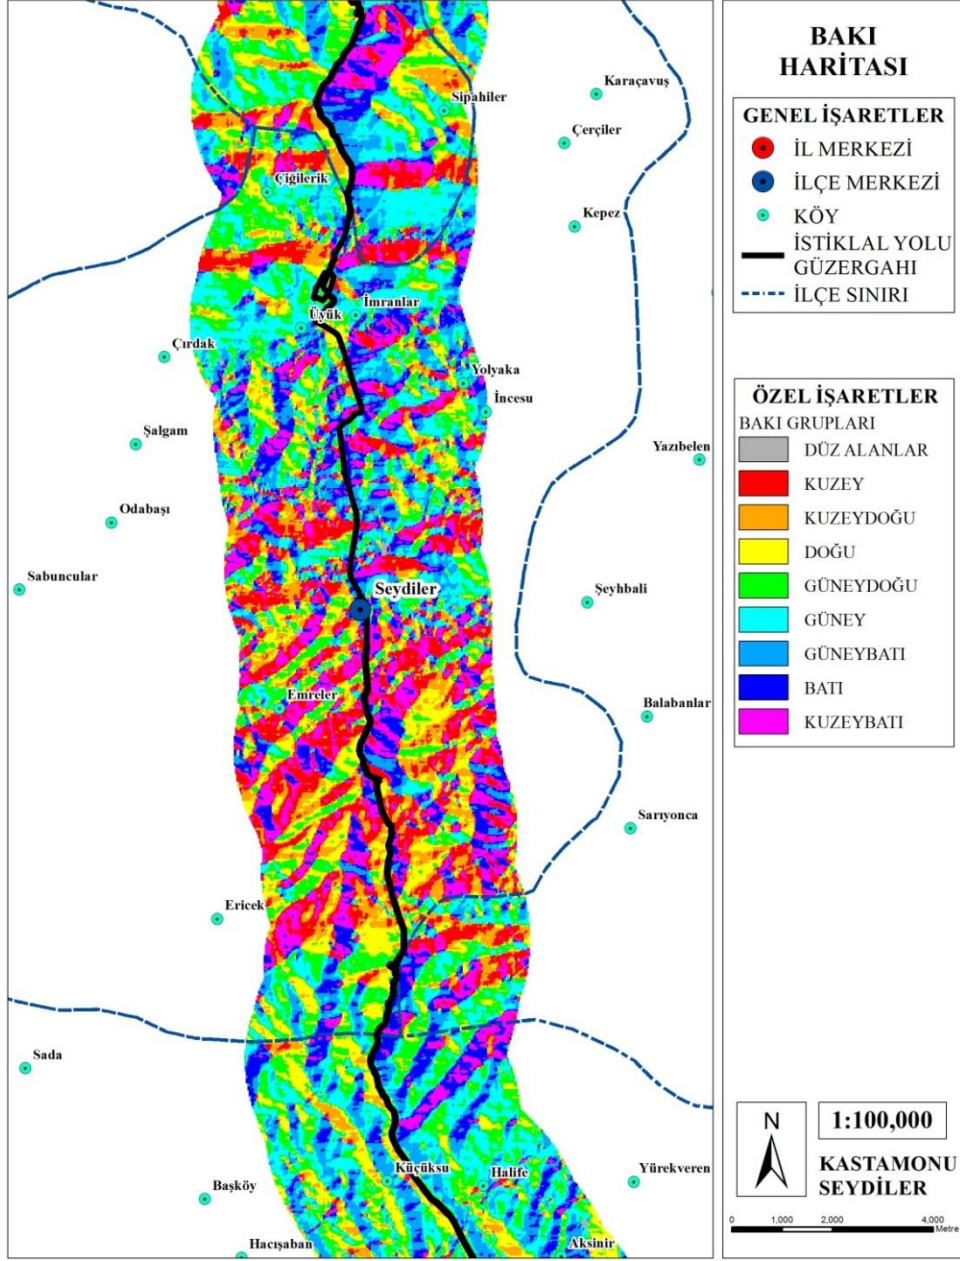 BAKI
HARİTASI
GENEL İŞARETLER
İL MERKEZİ
İLÇE MERKEZİ
KÖY
İSTİKLAL YOLU
GÜZERGAHI
İLÇE SINIRI
ÖZEL İŞARETLER
BAKI GRUPLARI
DÜZ ALANLAR
KUZEY
KUZEYDOĞU
DOĞU
GÜNEYDOĞU
GÜNEY
GÜNEYBATI
BATI
KUZEYBATI
N
1:100,000
KASTAMONU
SEYDİLER
0 1,000 2,000 4,000
Metre
Karaçavuş
Sipahiler
Çerçiler
Çiğilerik
Kepez
İmranlar
Üyük
Çırdak
Yolyaka
İncesu
Şalgam
Yazıbelen
Odabaşı
Sabuncular
Seydiler
Şeyhbali
Emreler
Balabanlar
Sarıyonca
Ericek
Sada
Küçüksu
Halife
Yürekveren
Başköy
Hacışaban
Aksinir